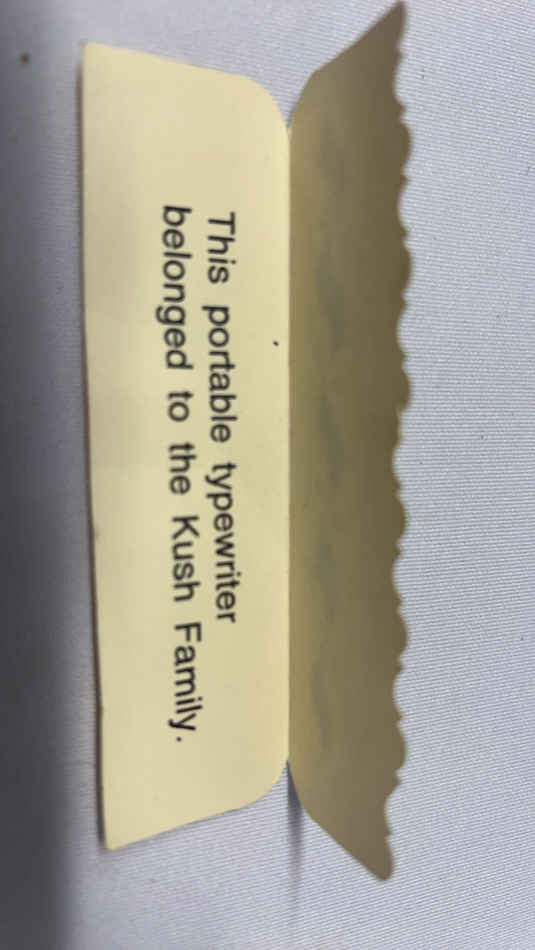 This portable typewriter
belonged to the Kush Family.